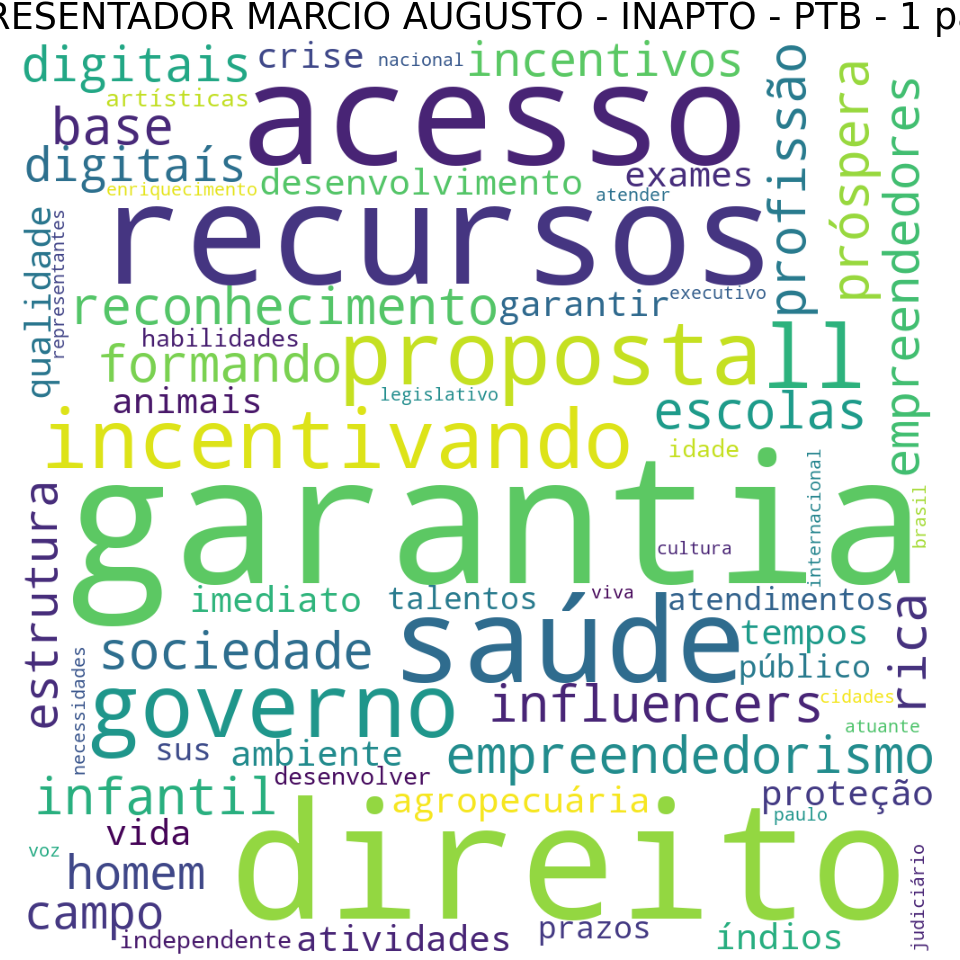 RESENTADOR MARCIO AUGUSTO - INAPTO - PTB - 1 pa
digitais
crise
nacional
incentivos
profissão
próspera
empreendedores
artísticas
base
acesso
digitaís
enriquecimento
desenvolvimento
exames
atender
qualidade
representantes
recursos
reconhecimento
garantir
executivo
habilidades
formando
proposta
ll
animais
legislativo
escolas
incentivando
idade
internacional
brasil
estrutura
garantia
cultura
imediato
talentos
viva
atendimentos
rica
saúde
tempos
sociedade
público
necessidades
governo
influencers
cidades
atuante
sus
ambiente
empreendedorismo
desenvolver
infantil
agropecuária
proteção
paulo
direito
vida
voz
homem
judiciário
campo
independente
atividades
prazos
índios